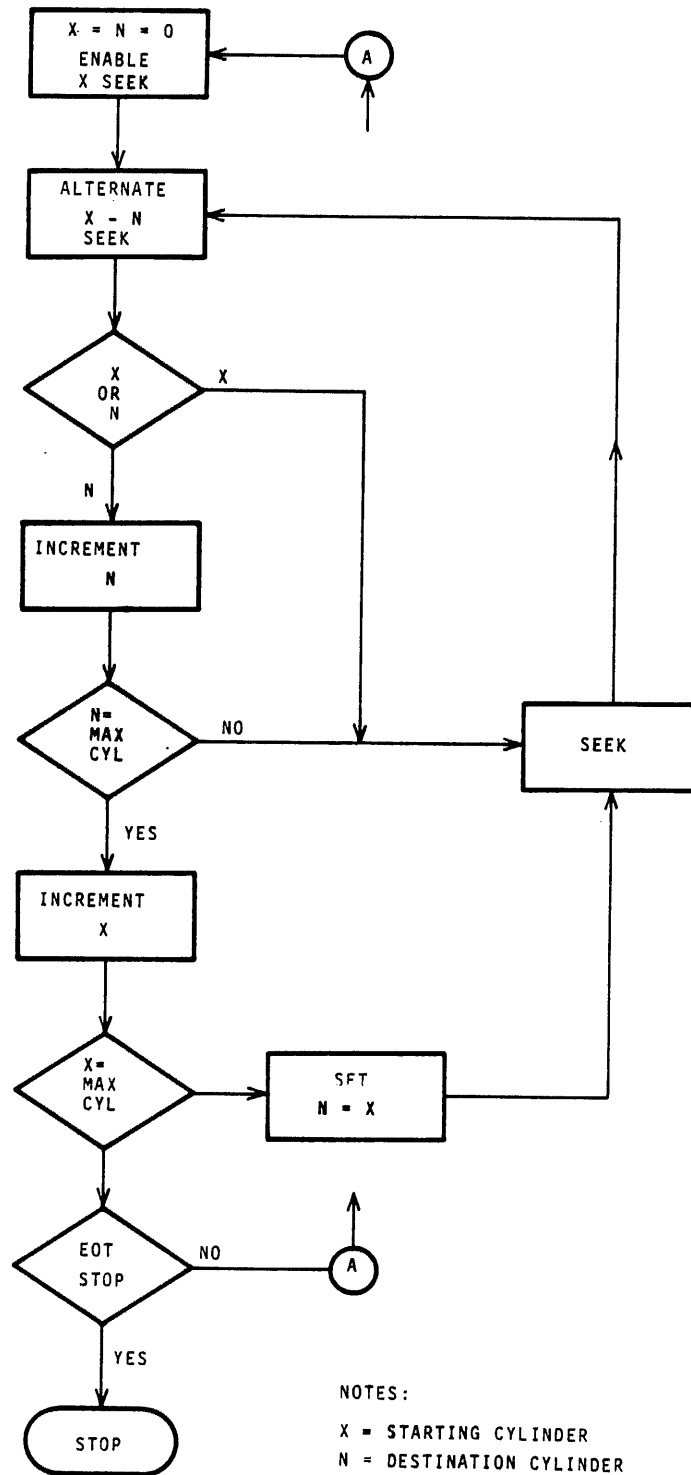 X = N = 0
ENABLE
X SEEK
A
ALTERNATE
X - N
SEEK
X
OR
N
X
N
INCREMENT
N
N=
MAX
CYL
NO
SEEK
YES
INCREMENT
X
X=
MAX
CYL
SET
N = X
EOT
STOP
NO
A
YES
STOP
NOTES:
X = STARTING CYLINDER
N = DESTINATION CYLINDER